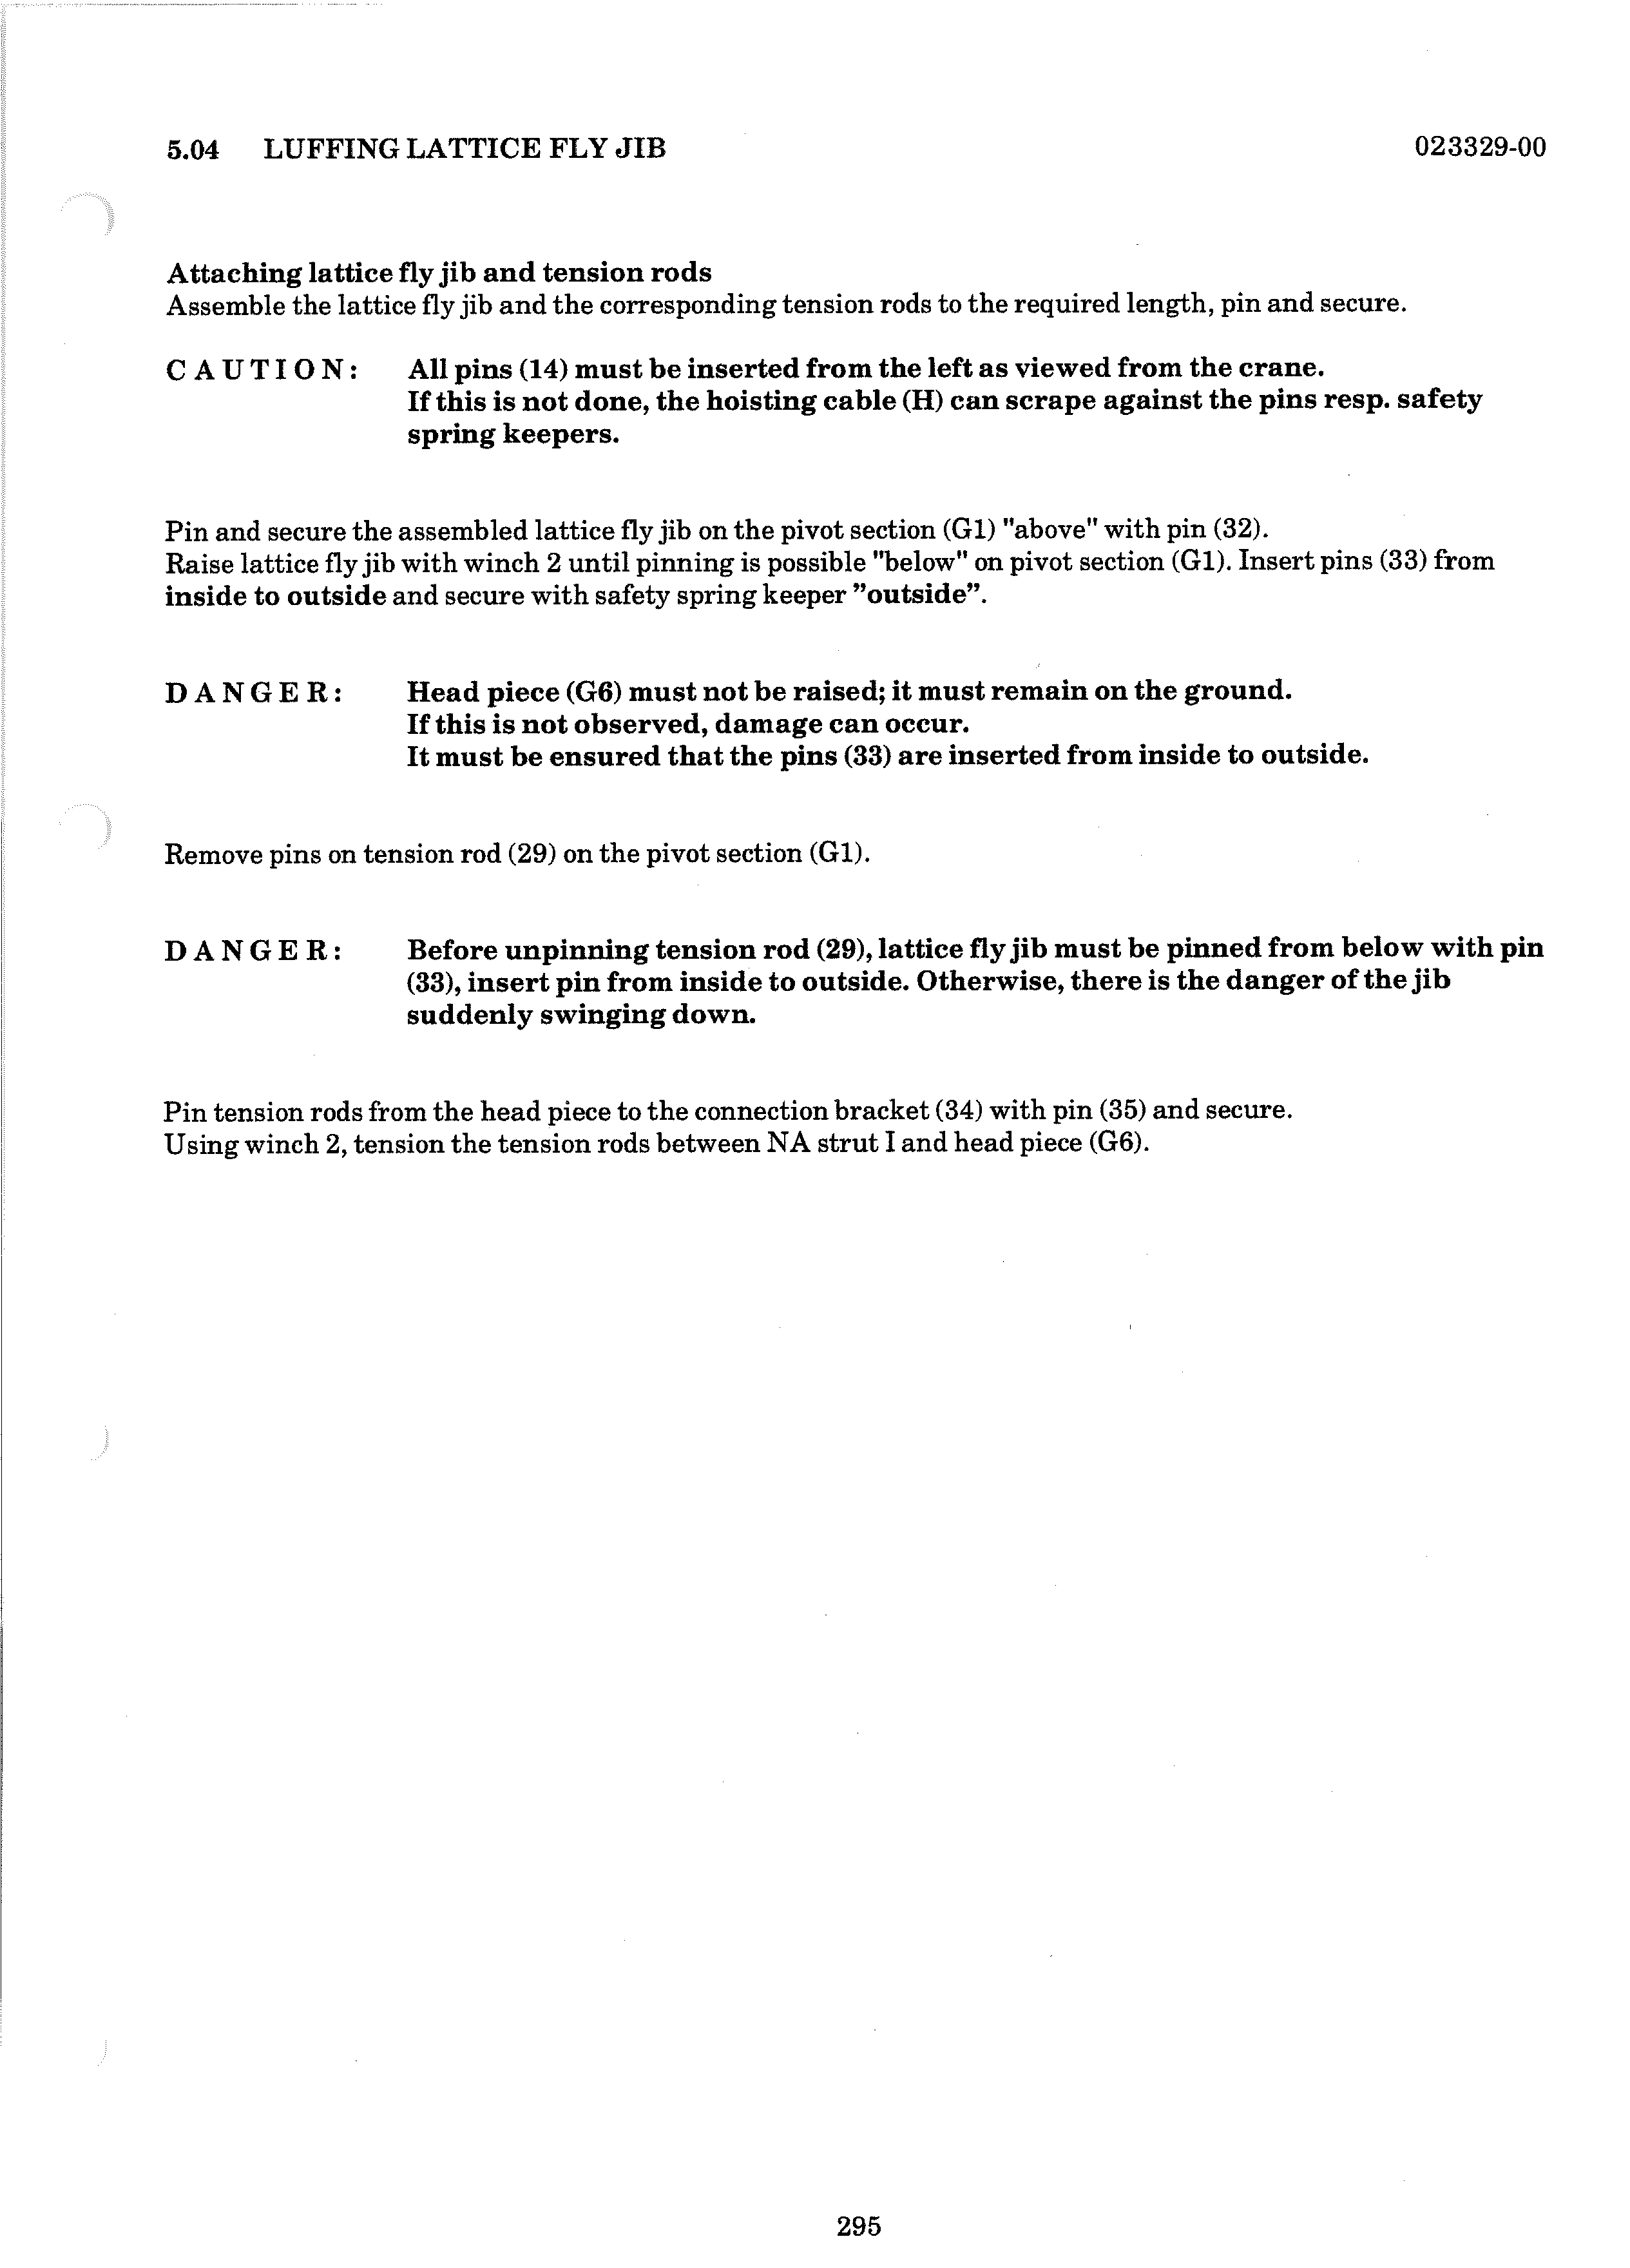 5.04 LUFFING LATTICE FLY JIB 023329-00
Attaching lattice fly jib and tension rods
Assemble the lattice fly jib and the corresponding tension rods to the required length, pin and secure.
CAUTION: All pins (14) must be inserted from the left as viewed from the crane.
If this is not done, the hoisting cable (H) can scrape against the pins resp. safety
spring keepers.
Pin and secure the assembled lattice fly jib on the pivot section (G1) "above" with pin (32).
Raise lattice fly jib with winch 2 until pinning is possible "below" on pivot section (G1). Insert pins (33) from
inside to outside and secure with safety spring keeper ”outside”.
DANGER: Head piece (G6) must not be raised; it must remain on the ground.
If this is not observed, damage can occur.
It must be ensured that the pins (33) are inserted from inside to outside.
Remove pins on tension rod (29) on the pivot section (G1).
DANGER: Before unpinning tension rod (29), lattice fly jib must be pinned from below with pin
(33), insert pin from inside to outside. Otherwise, there is the danger of the jib
suddenly swinging down.
Pin tension rods from the head piece to the connection bracket (34) with pin (35) and secure.
Using winch 2, tension the tension rods between NA strut I and head piece (G6).
295